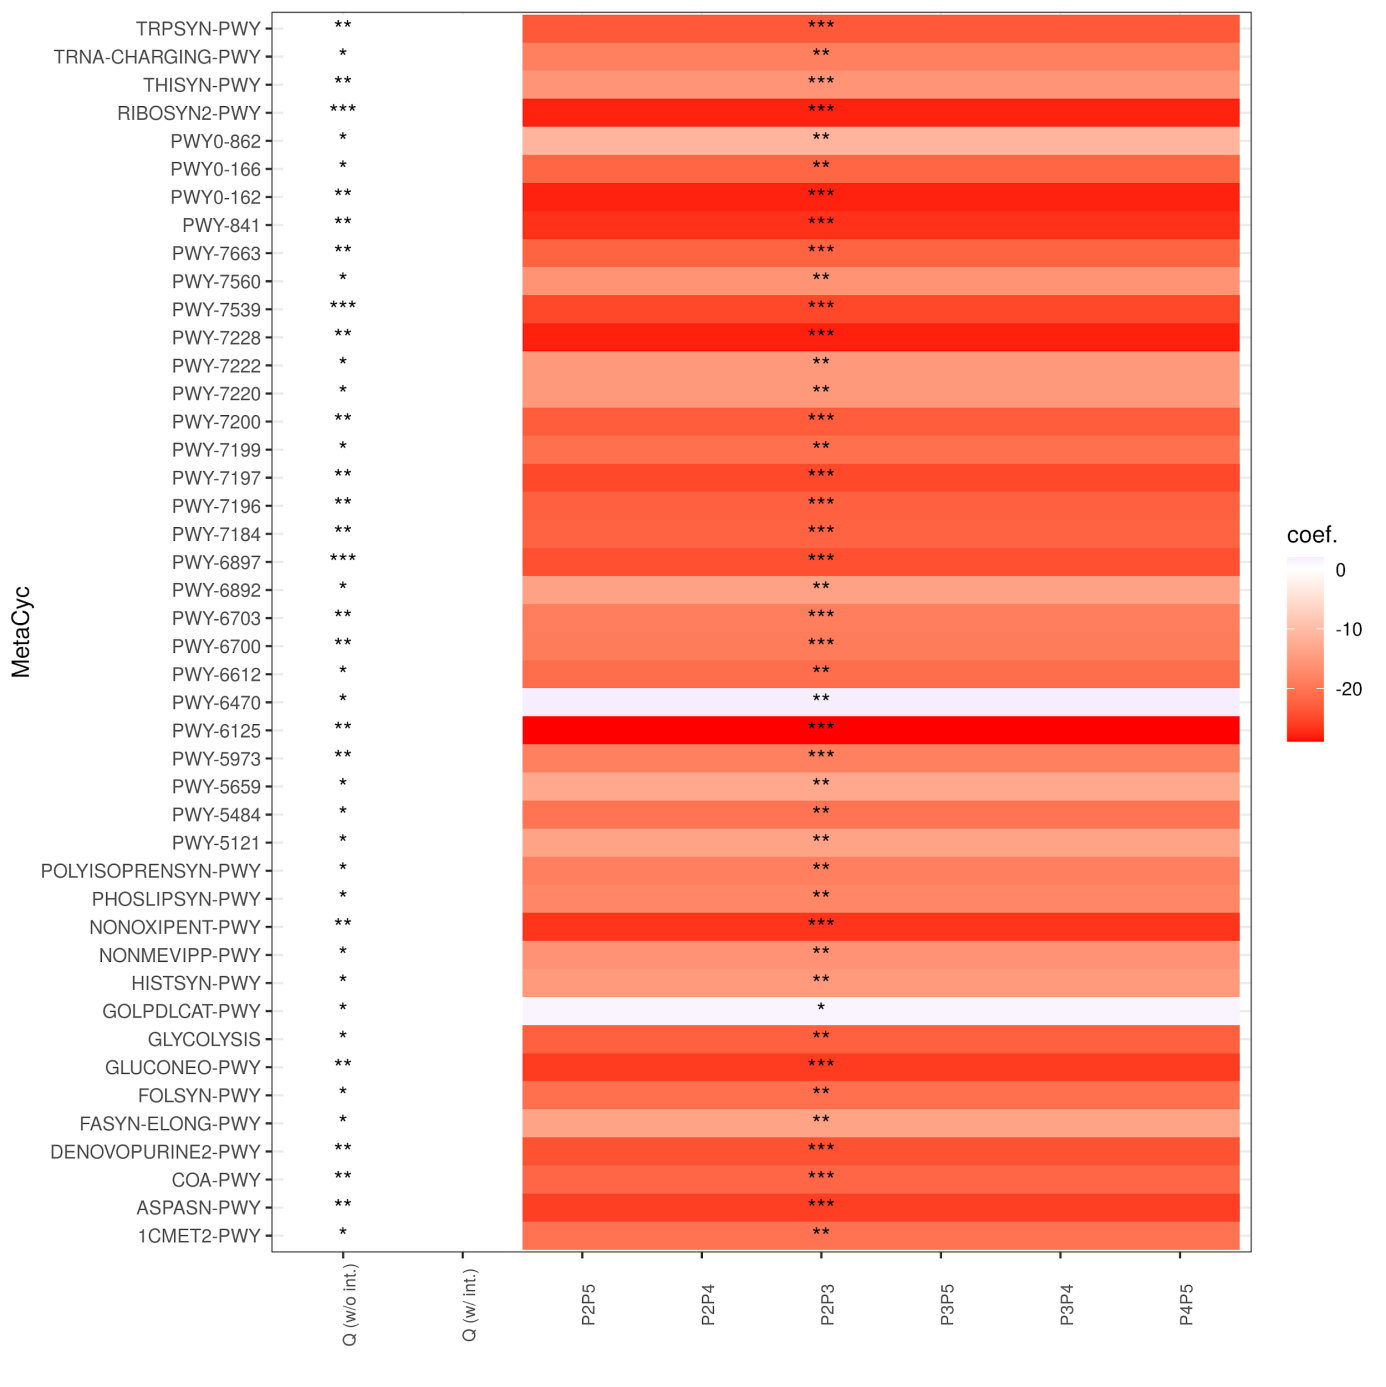 TRPSYN-PWY ** ***
TRNA-CHARGING-PWY * **
THISYN-PWY ** ***
RIBOSYN2-PWY *** ***
PWY0-862 * **
PWY0-166 * **
PWY0-162 ** ***
PWY-841 ** ***
PWY-7663 ** ***
PWY-7560 * **
PWY-7539 *** ***
PWY-7228 ** ***
PWY-7222 * **
PWY-7220 * **
PWY-7200 ** ***
PWY-7199 * **
PWY-7197 ** ***
PWY-7196 ** ***
PWY-7184 ** ***
PWY-6897 *** ***
PWY-6892 * **
PWY-6703 ** ***
PWY-6700 ** ***
PWY-6612 * **
PWY-6470 * **
PWY-6125 ** ***
PWY-5973 ** ***
PWY-5659 * **
PWY-5484 * **
PWY-5121 * **
POLYISOPRENSYN-PWY * **
PHOSLIPSYN-PWY * **
NONOXIPENT-PWY ** ***
NONMEVIPP-PWY * **
HISTSYN-PWY * **
GOLPDLCAT-PWY * *
GLYCOLYSIS * **
GLUCONEO-PWY ** ***
FOLSYN-PWY * **
FASYN-ELONG-PWY * **
DENOVOPURINE2-PWY ** ***
COA-PWY ** ***
ASPASN-PWY ** ***
1CMET2-PWY * **
MetaCyc
Q (w/o int.)
Q (w/ int.)
P2P5
P2P4
P2P3
P3P5
P3P4
P4P5
coef.
0
-10
-20